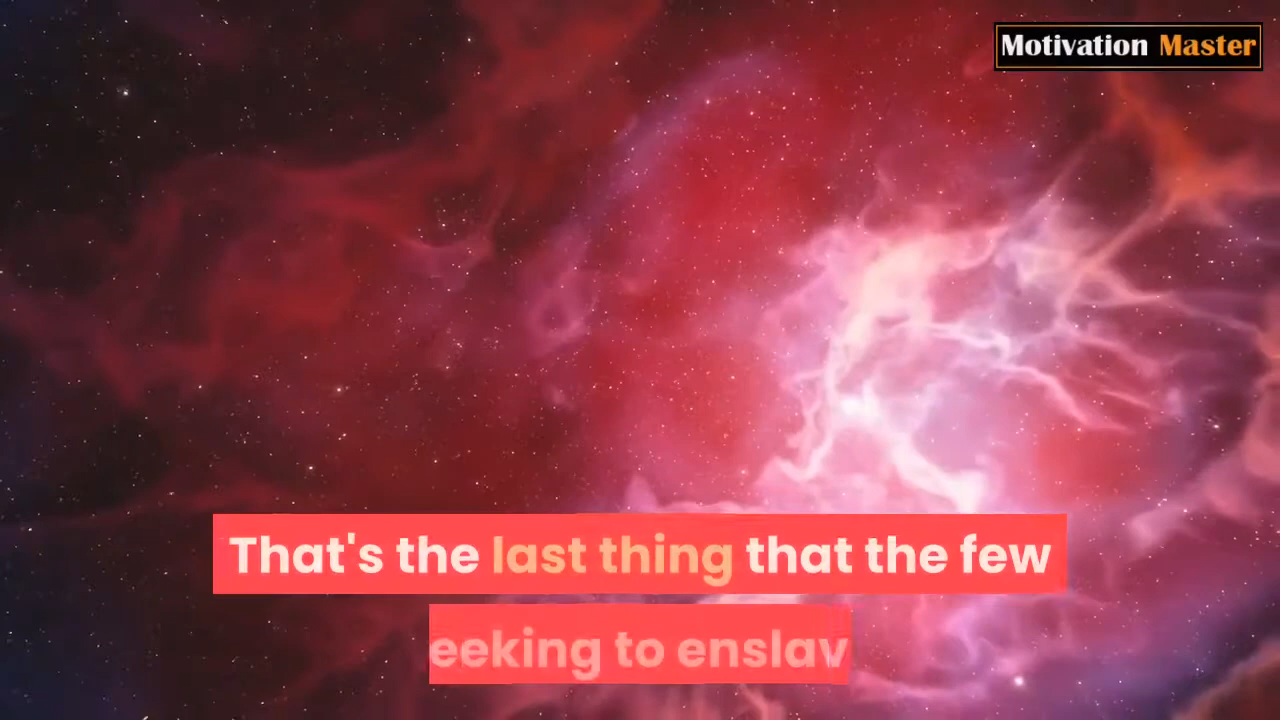 Motivation Master
That's the last thing that the few
eeking to enslav